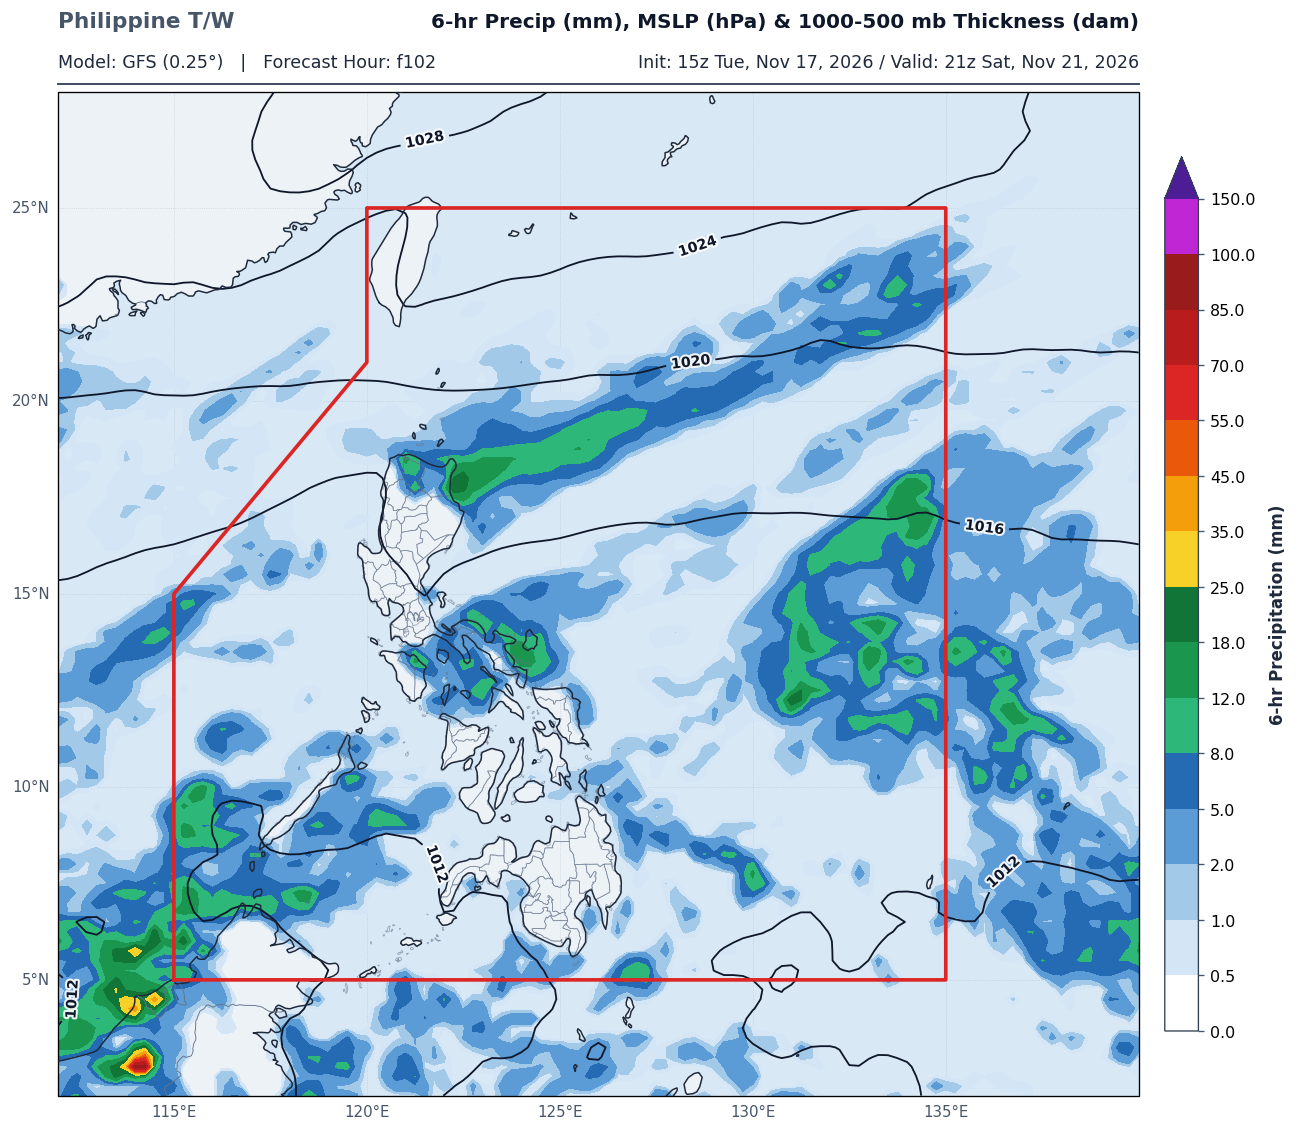 Philippine T/W
6-hr Precip (mm), MSLP (hPa) & 1000-500 mb Thickness (dam)
Model: GFS (0.25°) | Forecast Hour: f102
Init: 15z Tue, Nov 17, 2026 / Valid: 21z Sat, Nov 21, 2026
1028
1024
1020
1016
1012
1012
1012
25°N
20°N
15°N
10°N
5°N
115°E
120°E
125°E
130°E
135°E
150.0
100.0
85.0
70.0
55.0
45.0
35.0
25.0
18.0
12.0
8.0
5.0
2.0
1.0
0.5
0.0
6-hr Precipitation (mm)